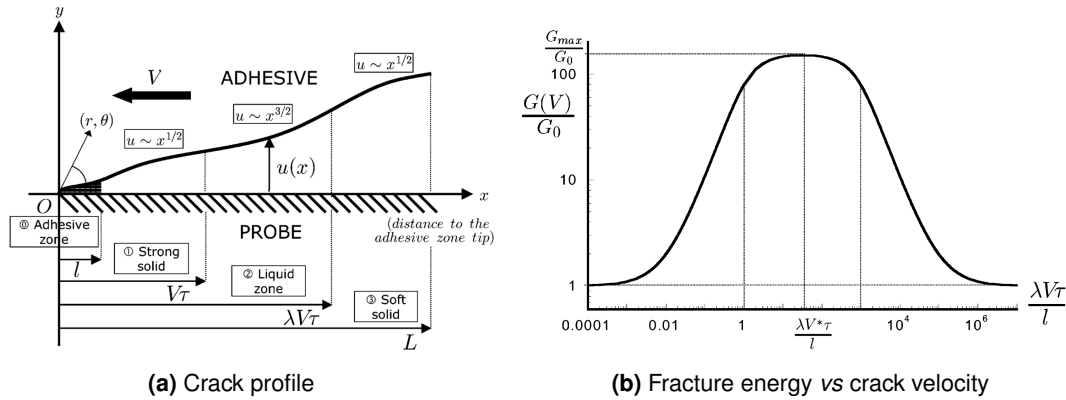 y
V
ADHESIVE
u ∼ x^{1/2}
u ∼ x^{3/2}
(r, θ)
u ∼ x^{1/2}
u(x)
O
x
⓪ Adhesive
zone
PROBE
(distance to the
adhesive zone tip)
l
① Strong
solid
② Liquid
zone
Vτ
③ Soft
solid
λVτ
L
(a) Crack profile
G_{max}
G_0
100
G(V)
G_0
10
1
0.0001
0.01
1
λV*τ
l
10^4
10^6
λVτ
l
(b) Fracture energy vs crack velocity